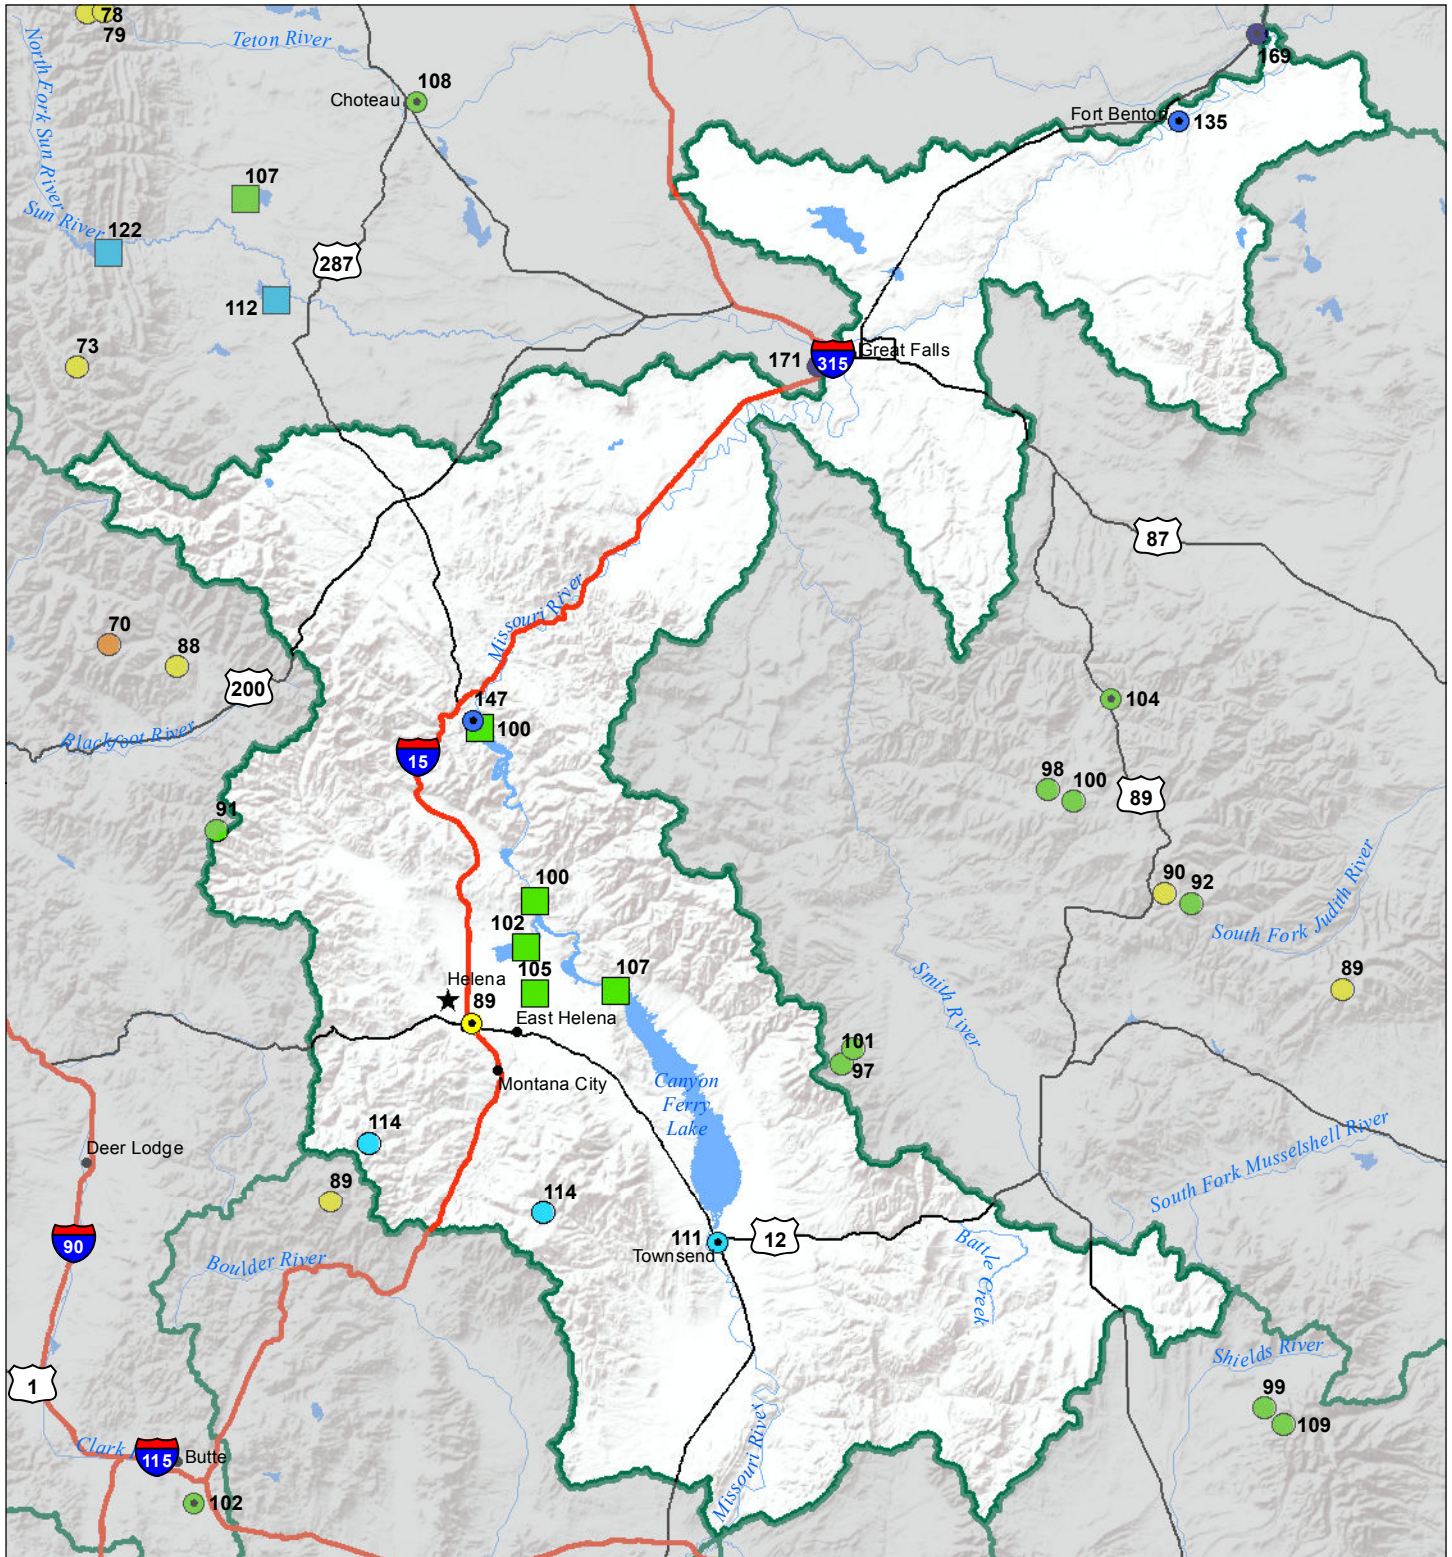 78
79
Teton River
North Fork Sun River
169
108
Choteau
Fort Benton
135
107
Sun River
122
287
112
73
171
315
Great Falls
87
70
88
200
Missouri River
147
100
104
Blackfoot River
15
98
100
89
91
100
90
92
South Fork Judith River
102
105
107
Helena
89
East Helena
Smith River
89
Montana City
101
97
Canyon
Ferry
Lake
114
Deer Lodge
89
114
South Fork Musselshell River
90
111
Townsend
12
Battle Creek
Boulder River
1
Shields River
99
109
Missouri River
Clark
115
Butte
102